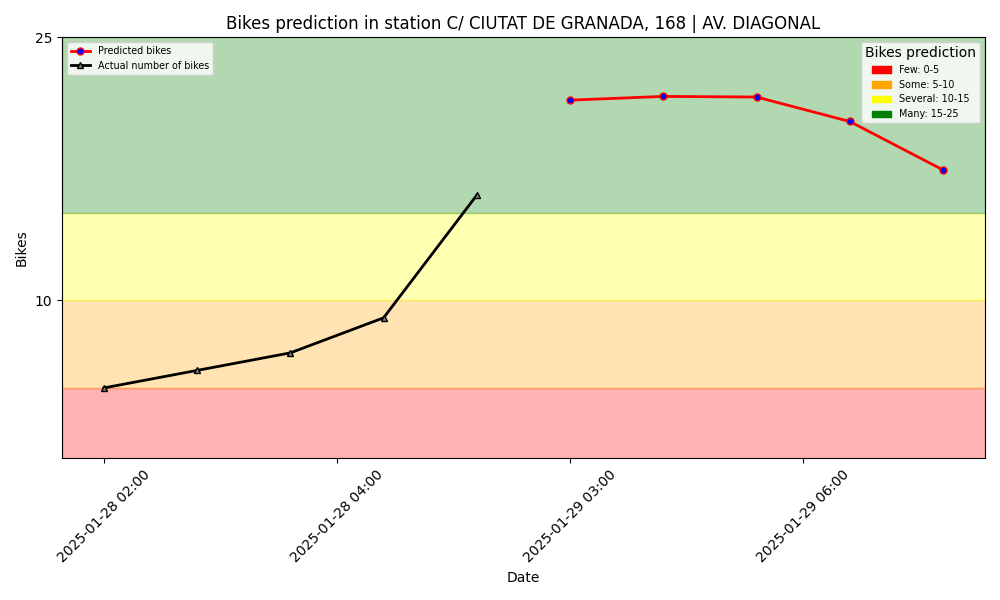 Bikes prediction in station C/ CIUTAT DE GRANADA, 168 | AV. DIAGONAL
25
10
Bikes
Predicted bikes
Actual number of bikes
Bikes prediction
Few: 0-5
Some: 5-10
Several: 10-15
Many: 15-25
2025-01-28 02:00
2025-01-28 04:00
2025-01-29 03:00
2025-01-29 06:00
Date